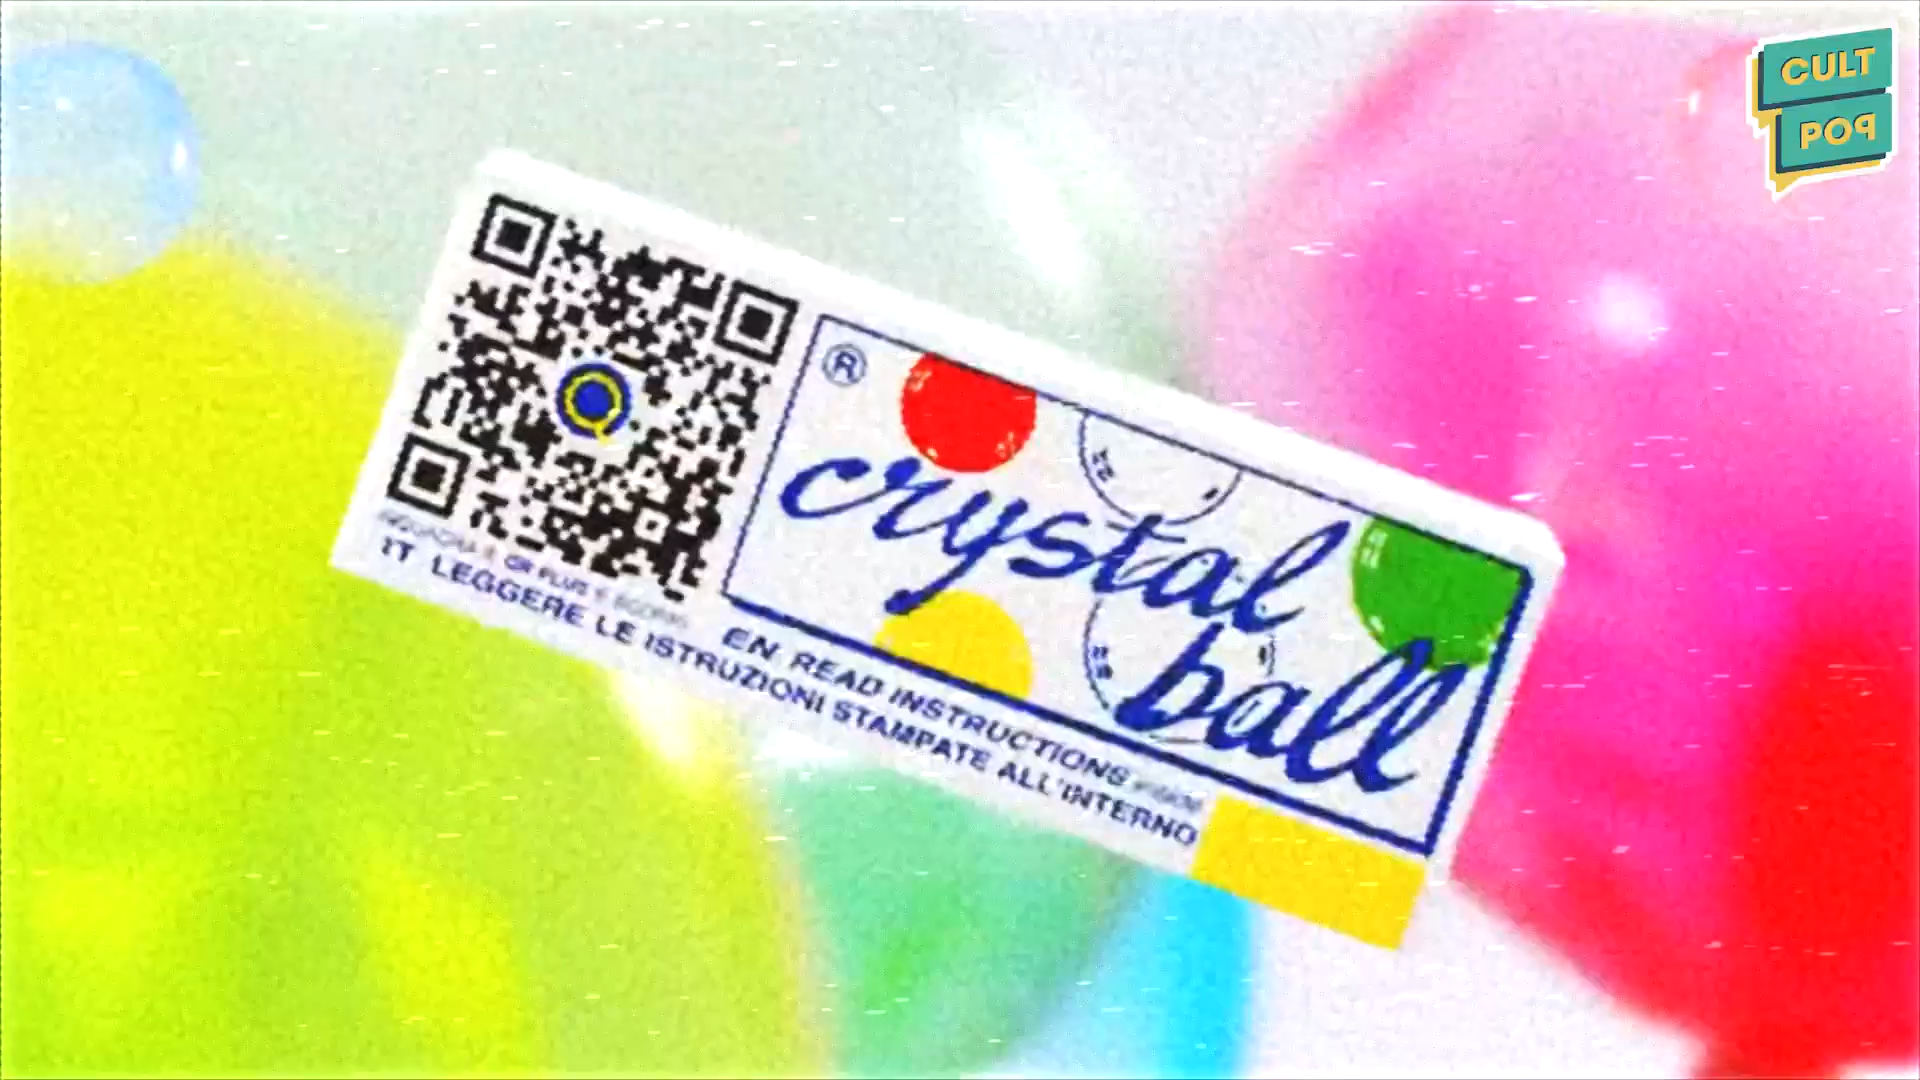 CULT
POP
®
crystal
ball
EN READ INSTRUCTIONS
IT LEGGERE LE ISTRUZIONI STAMPATE ALL'INTERNO